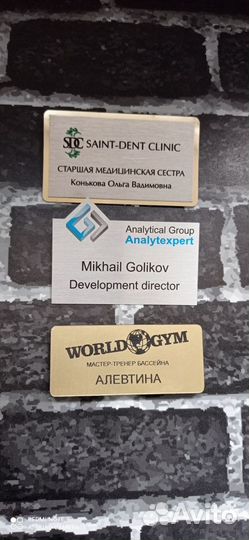 SDC SAINT-DENT CLINIC
СТАРШАЯ МЕДИЦИНСКАЯ СЕСТРА
Конькова Ольга Вадимовна
Analytical Group
Analytexpert
Mikhail Golikov
Development director
WORLD GYM
МАСТЕР-ТРЕНЕР БАССЕЙНА
АЛЕВТИНА
Avito